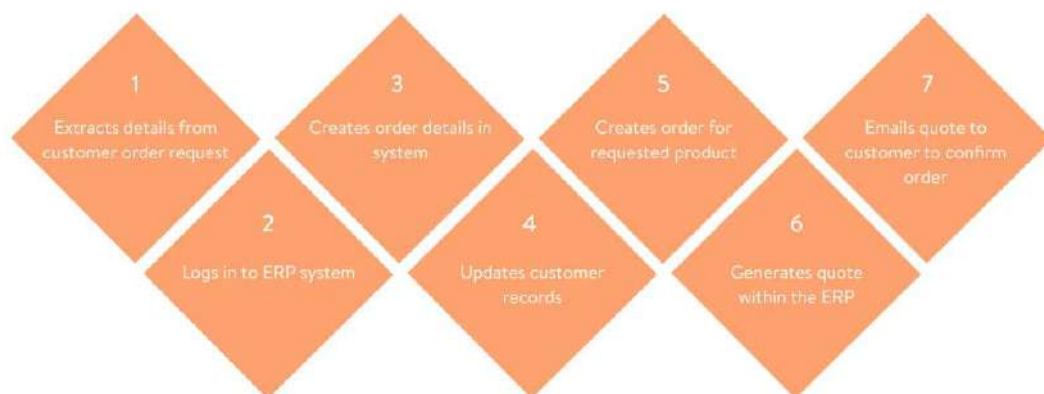 1
Extracts details from
customer order request
2
Logs in to ERP system
3
Creates order details in
system
4
Updates customer
records
5
Creates order for
requested product
6
Generates quote
within the ERP
7
Emails quote to
customer to confirm
order